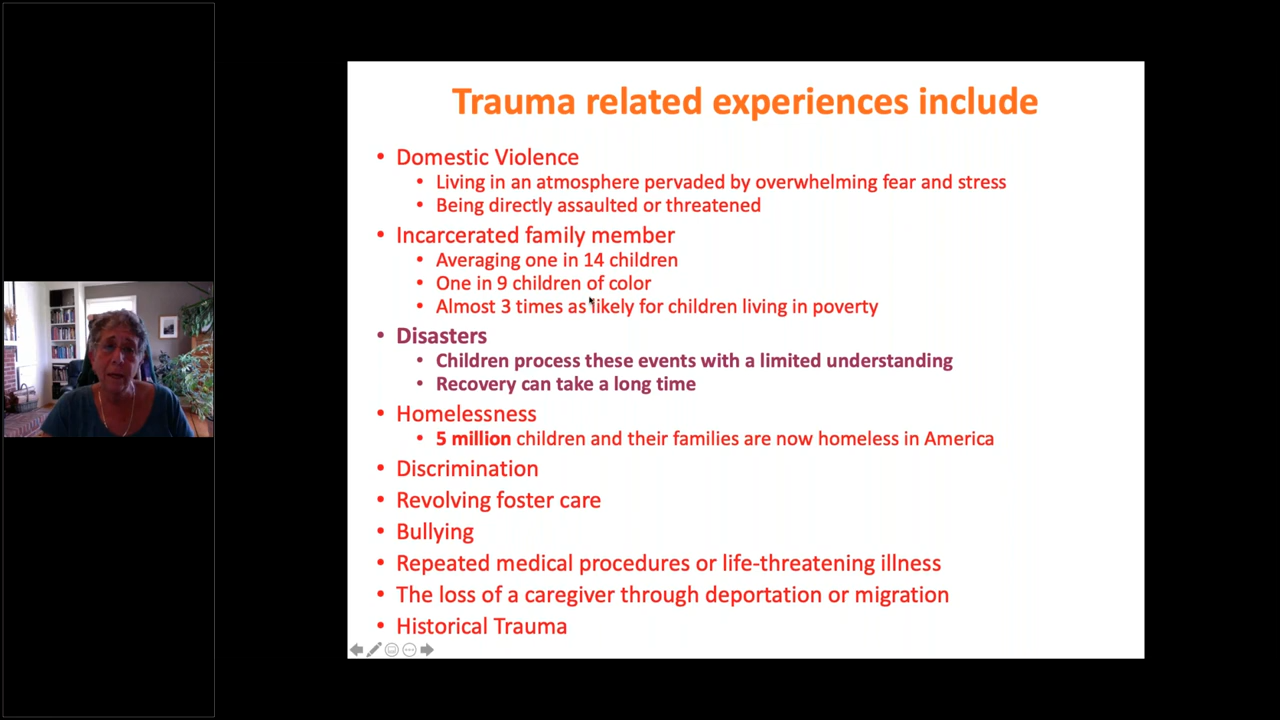 Trauma related experiences include
• Domestic Violence
• Living in an atmosphere pervaded by overwhelming fear and stress
• Being directly assaulted or threatened
• Incarcerated family member
• Averaging one in 14 children
• One in 9 children of color
• Almost 3 times as likely for children living in poverty
• Disasters
• Children process these events with a limited understanding
• Recovery can take a long time
• Homelessness
• 5 million children and their families are now homeless in America
• Discrimination
• Revolving foster care
• Bullying
• Repeated medical procedures or life-threatening illness
• The loss of a caregiver through deportation or migration
• Historical Trauma